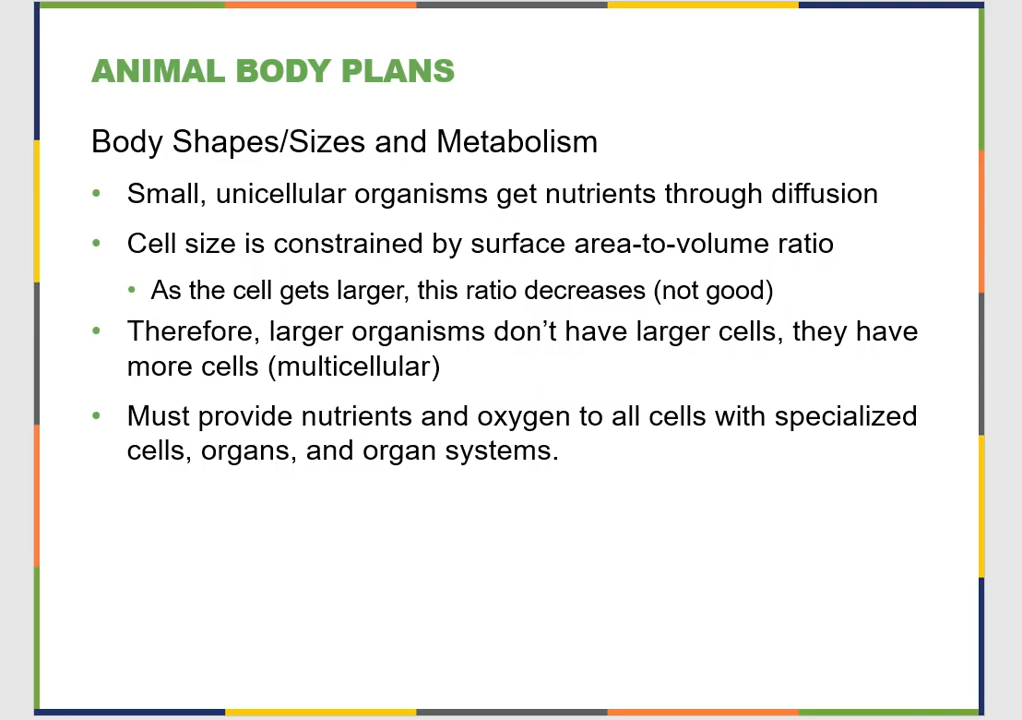 ANIMAL BODY PLANS
Body Shapes/Sizes and Metabolism
• Small, unicellular organisms get nutrients through diffusion
• Cell size is constrained by surface area-to-volume ratio
• As the cell gets larger, this ratio decreases (not good)
• Therefore, larger organisms don’t have larger cells, they have
more cells (multicellular)
• Must provide nutrients and oxygen to all cells with specialized
cells, organs, and organ systems.